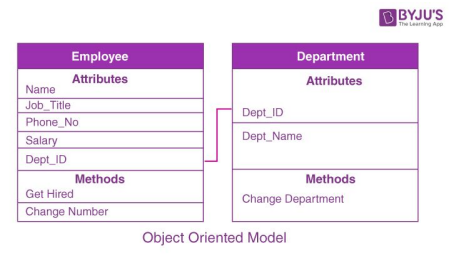 BYJU'S
The Learning App
Employee
Attributes
Name
Job_Title
Phone_No
Salary
Dept_ID
Methods
Get Hired
Change Number
Department
Attributes
Dept_ID
Dept_Name
Methods
Change Department
Object Oriented Model